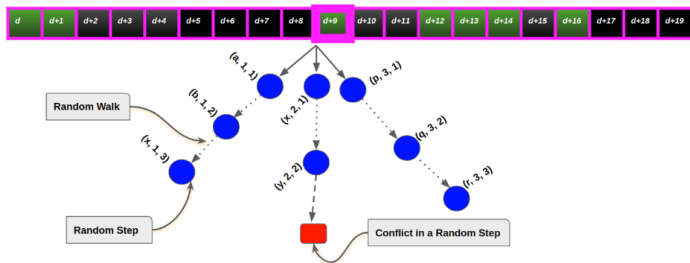 d d+1 d+2 d+3 d+4 d+5 d+6 d+7 d+8 d+9 d+10 d+11 d+12 d+13 d+14 d+15 d+16 d+17 d+18 d+19
(a, 1, 1)
(x, 2, 1)
(p, 3, 1)
(b, 1, 2)
Random Walk
(q, 3, 2)
(x, 1, 3)
(y, 2, 2)
(r, 3, 3)
Random Step
Conflict in a Random Step